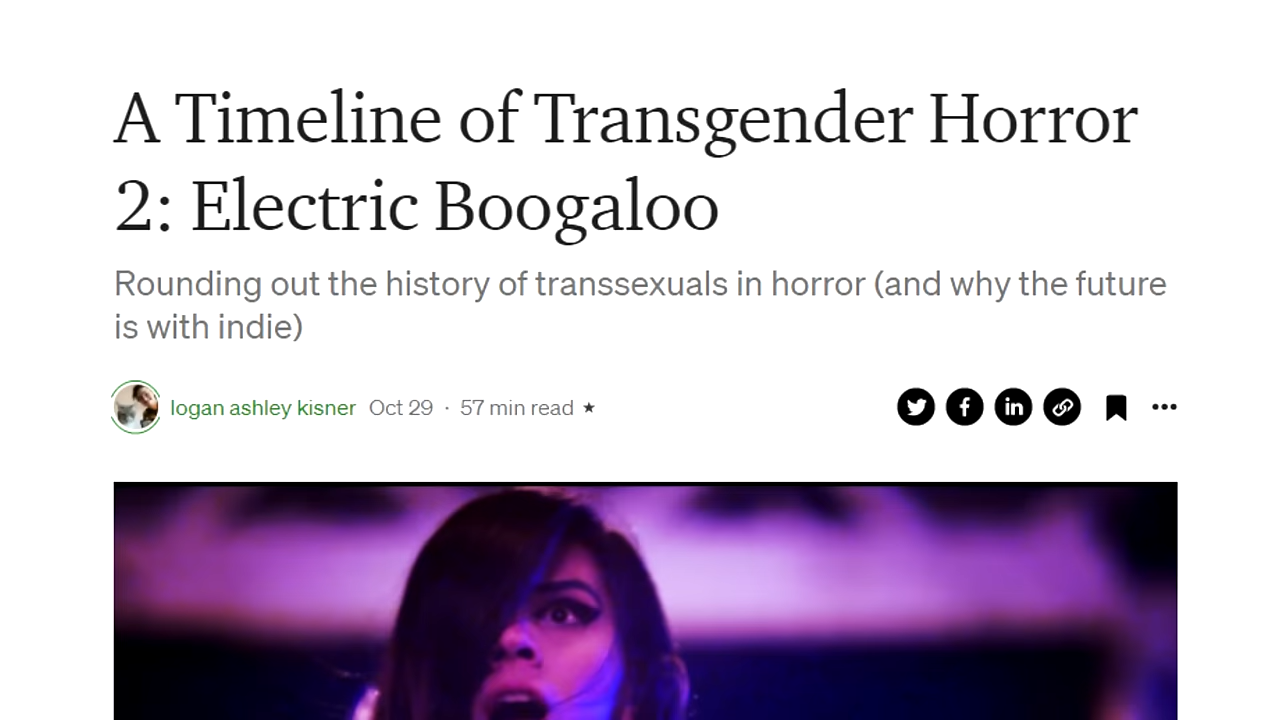 A Timeline of Transgender Horror
2: Electric Boogaloo
Rounding out the history of transsexuals in horror (and why the future
is with indie)
logan ashley kisner Oct 29 · 57 min read ★